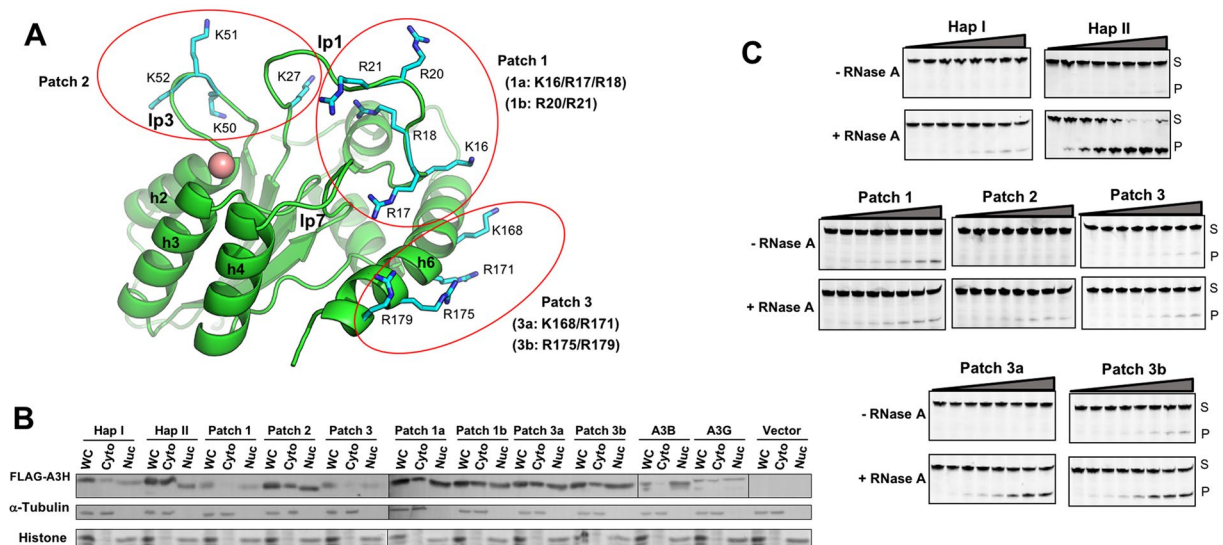 A
K51
K52
K50
K27
lp1
R21
R20
R18
K16
R17
Patch 2
lp3
Patch 1
(1a: K16/R17/R18)
(1b: R20/R21)
h2
h3
h4
lp7
h6
K168
R171
R175
R179
Patch 3
(3a: K168/R171)
(3b: R175/R179)
B
Hap I Hap II Patch 1 Patch 2 Patch 3 Patch 1a Patch 1b Patch 3a Patch 3b A3B A3G Vector
WC Cyto Nuc WC Cyto Nuc WC Cyto Nuc WC Cyto Nuc WC Cyto Nuc WC Cyto Nuc WC Cyto Nuc WC Cyto Nuc WC Cyto Nuc WC Cyto Nuc WC Cyto Nuc WC Cyto Nuc
FLAG-A3H
α-Tubulin
Histone
C
Hap I Hap II
- RNase A S
P
+ RNase A S
P
Patch 1 Patch 2 Patch 3
- RNase A S
P
+ RNase A S
P
Patch 3a Patch 3b
- RNase A S
P
+ RNase A S
P